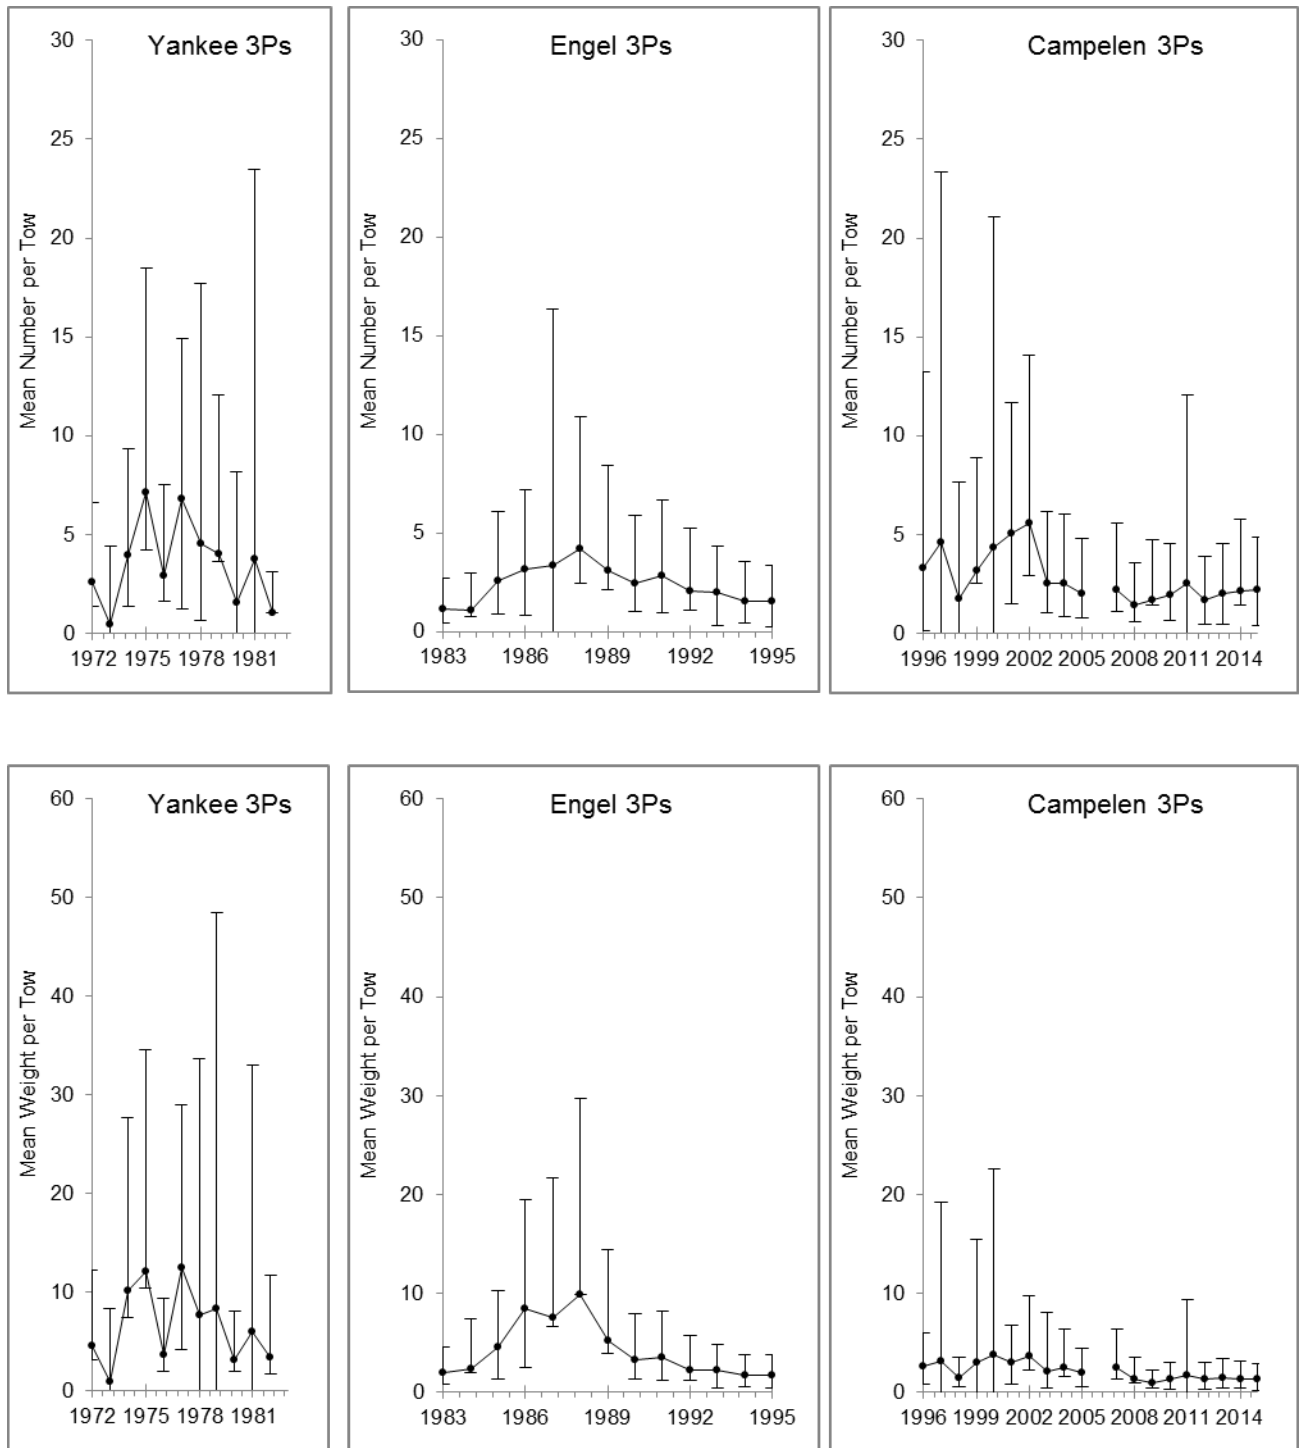 Yankee 3Ps
30
25
20
15
10
5
0
Mean Number per Tow
1972 1975 1978 1981
Engel 3Ps
30
25
20
15
10
5
0
Mean Number per Tow
1983 1986 1989 1992 1995
Campelen 3Ps
30
25
20
15
10
5
0
Mean Number per Tow
1996 1999 2002 2005 2008 2011 2014
Yankee 3Ps
60
50
40
30
20
10
0
Mean Weight per Tow
1972 1975 1978 1981
Engel 3Ps
60
50
40
30
20
10
0
Mean Weight per Tow
1983 1986 1989 1992 1995
Campelen 3Ps
60
50
40
30
20
10
0
Mean Weight per Tow
1996 1999 2002 2005 2008 2011 2014